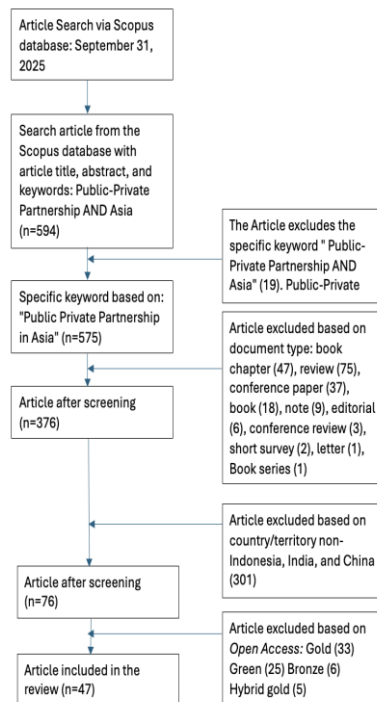 Article Search via Scopus
database: September 31,
2025
Search article from the
Scopus database with
article title, abstract, and
keywords: Public-Private
Partnership AND Asia
(n=594)
The Article excludes the
specific keyword " Public-
Private Partnership AND
Asia" (19). Public-Private
Specific keyword based on:
"Public Private Partnership
in Asia" (n=575)
Article excluded based on
document type: book
chapter (47), review (75),
conference paper (37),
book (18), note (9), editorial
(6), conference review (3),
short survey (2), letter (1),
Book series (1)
Article after screening
(n=376)
Article excluded based on
country/territory non-
Indonesia, India, and China
(301)
Article after screening
(n=76)
Article excluded based on
Open Access: Gold (33)
Green (25) Bronze (6)
Hybrid gold (5)
Article included in the
review (n=47)